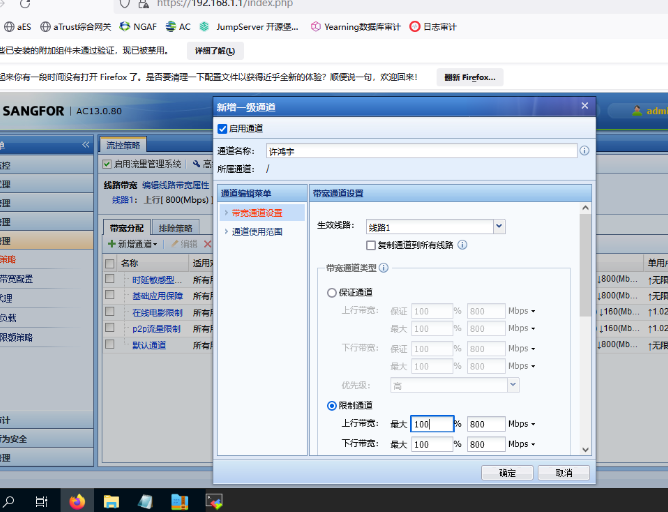 https://192.168.1.1/index.php
aES
aTrust综合网关
NGAF
AC
JumpServer 开源堡...
Yearning数据库审计
日志审计
些已安装的附加组件未通过验证，现已被禁用。
详细了解(L)
起来你有一段时间没有打开 Firefox 了。是否要清理一下配置文件以获得近乎全新的体验？顺便说一句，欢迎回来！
翻新 Firefox...
SANGFOR | AC13.0.80
admi
新增一级通道
启用通道
通道名称：
许鸿宇
所属通道：
/
通道编辑菜单
带宽通道设置
通道使用范围
带宽通道设置
生效线路：
线路1
复制通道到所有线路
带宽通道类型
保证通道
上行带宽： 保证 100 % 800 Mbps
最大 100 % 800 Mbps
下行带宽： 保证 100 % 800 Mbps
最大 100 % 800 Mbps
优先级： 高
限制通道
上行带宽： 最大 100 % 800 Mbps
下行带宽： 最大 100 % 800 Mbps
确定
取消
单
监控
管理
管理
管理
策略
带宽配置
代理
负载
限额策略
审计
行为安全
管理
流控策略
启用流量管理系统
高
线路带宽 编辑线路带宽属性
线路1： 上行[ 800(Mbps) ]
带宽分配
排除策略
新增通道
编辑
名称
适用对
单用户
时延敏感型...
所有用
↓800(Mb...
↑无限
基础应用保障
所有用
↓800(Mb...
↑无限
在线电影限制
所有用
↓160(Mb...
↑1.02
p2p流量限制
所有用
↓160(Mb...
↑1.02
默认通道
所有用
↓800(Mb...
↑无限